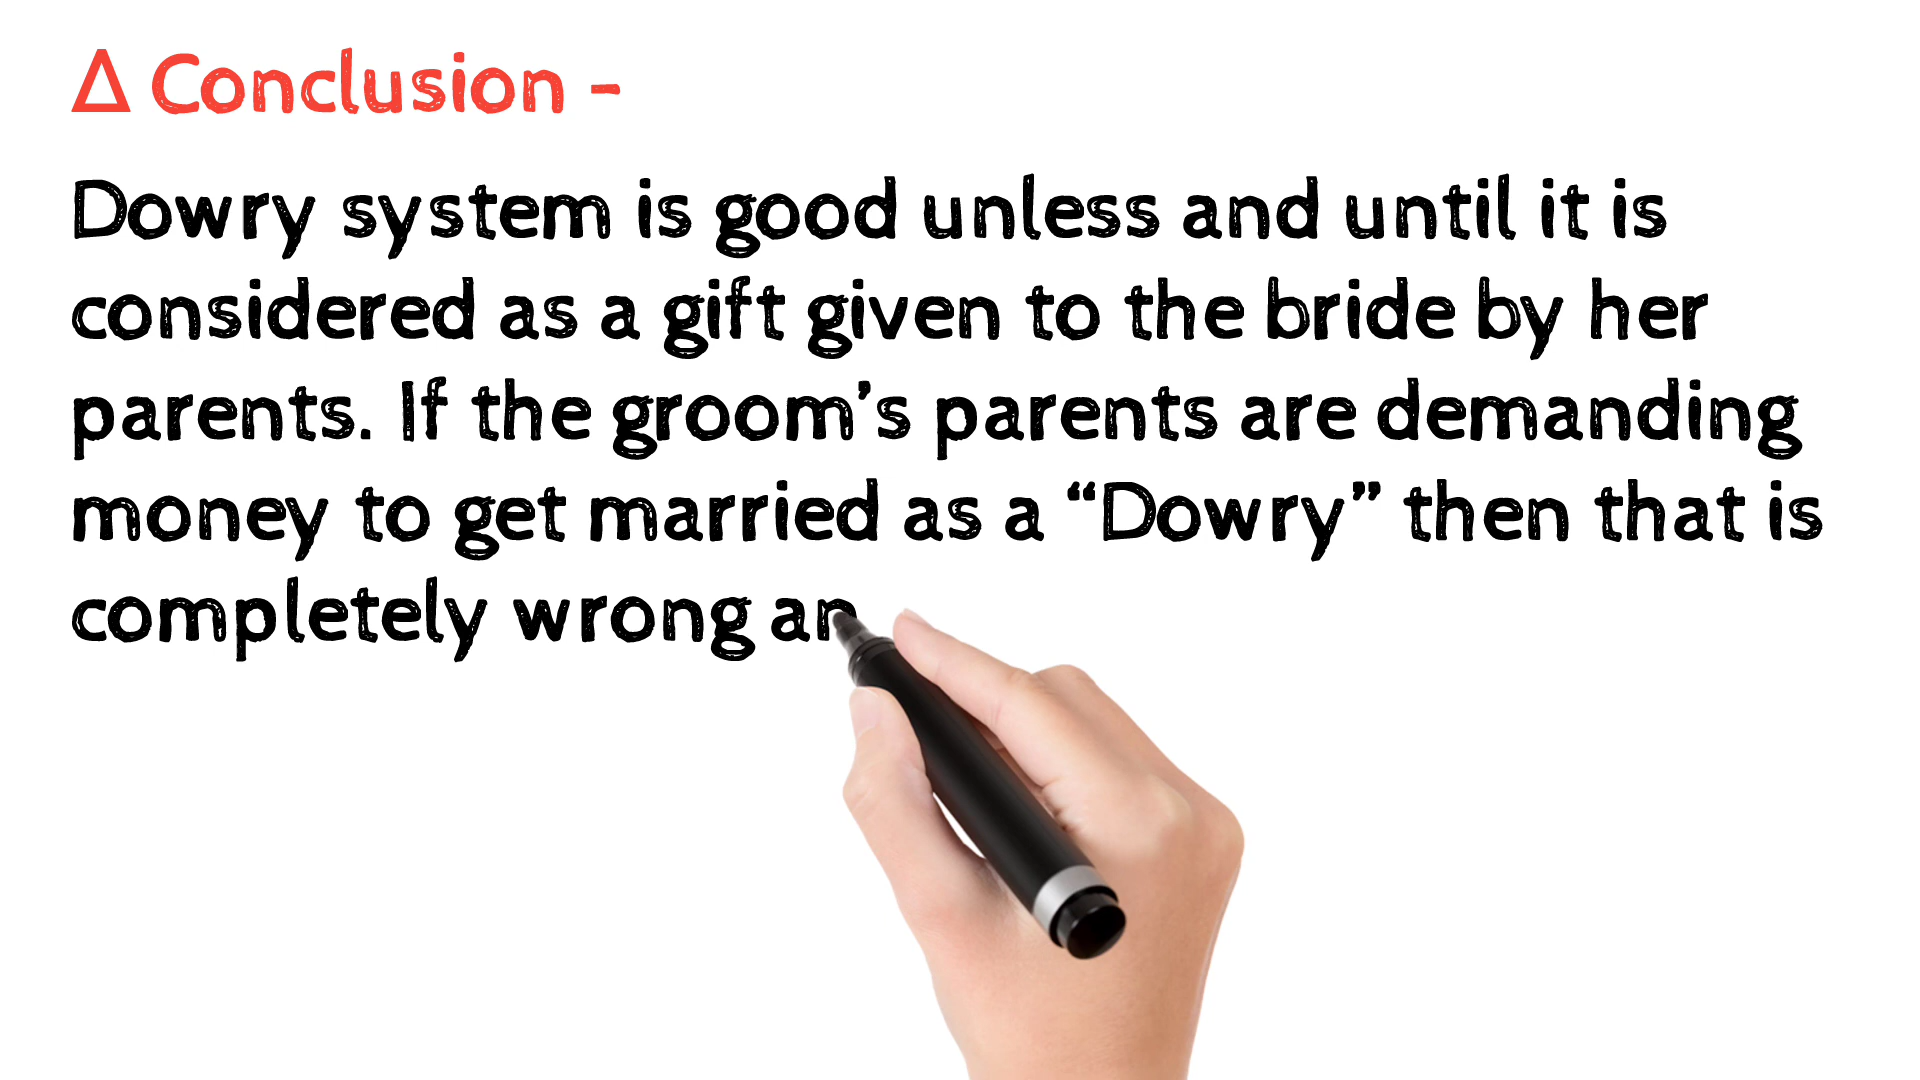 Δ Conclusion -
Dowry system is good unless and until it is
considered as a gift given to the bride by her
parents. If the groom's parents are demanding
money to get married as a “Dowry” then that is
completely wrong an